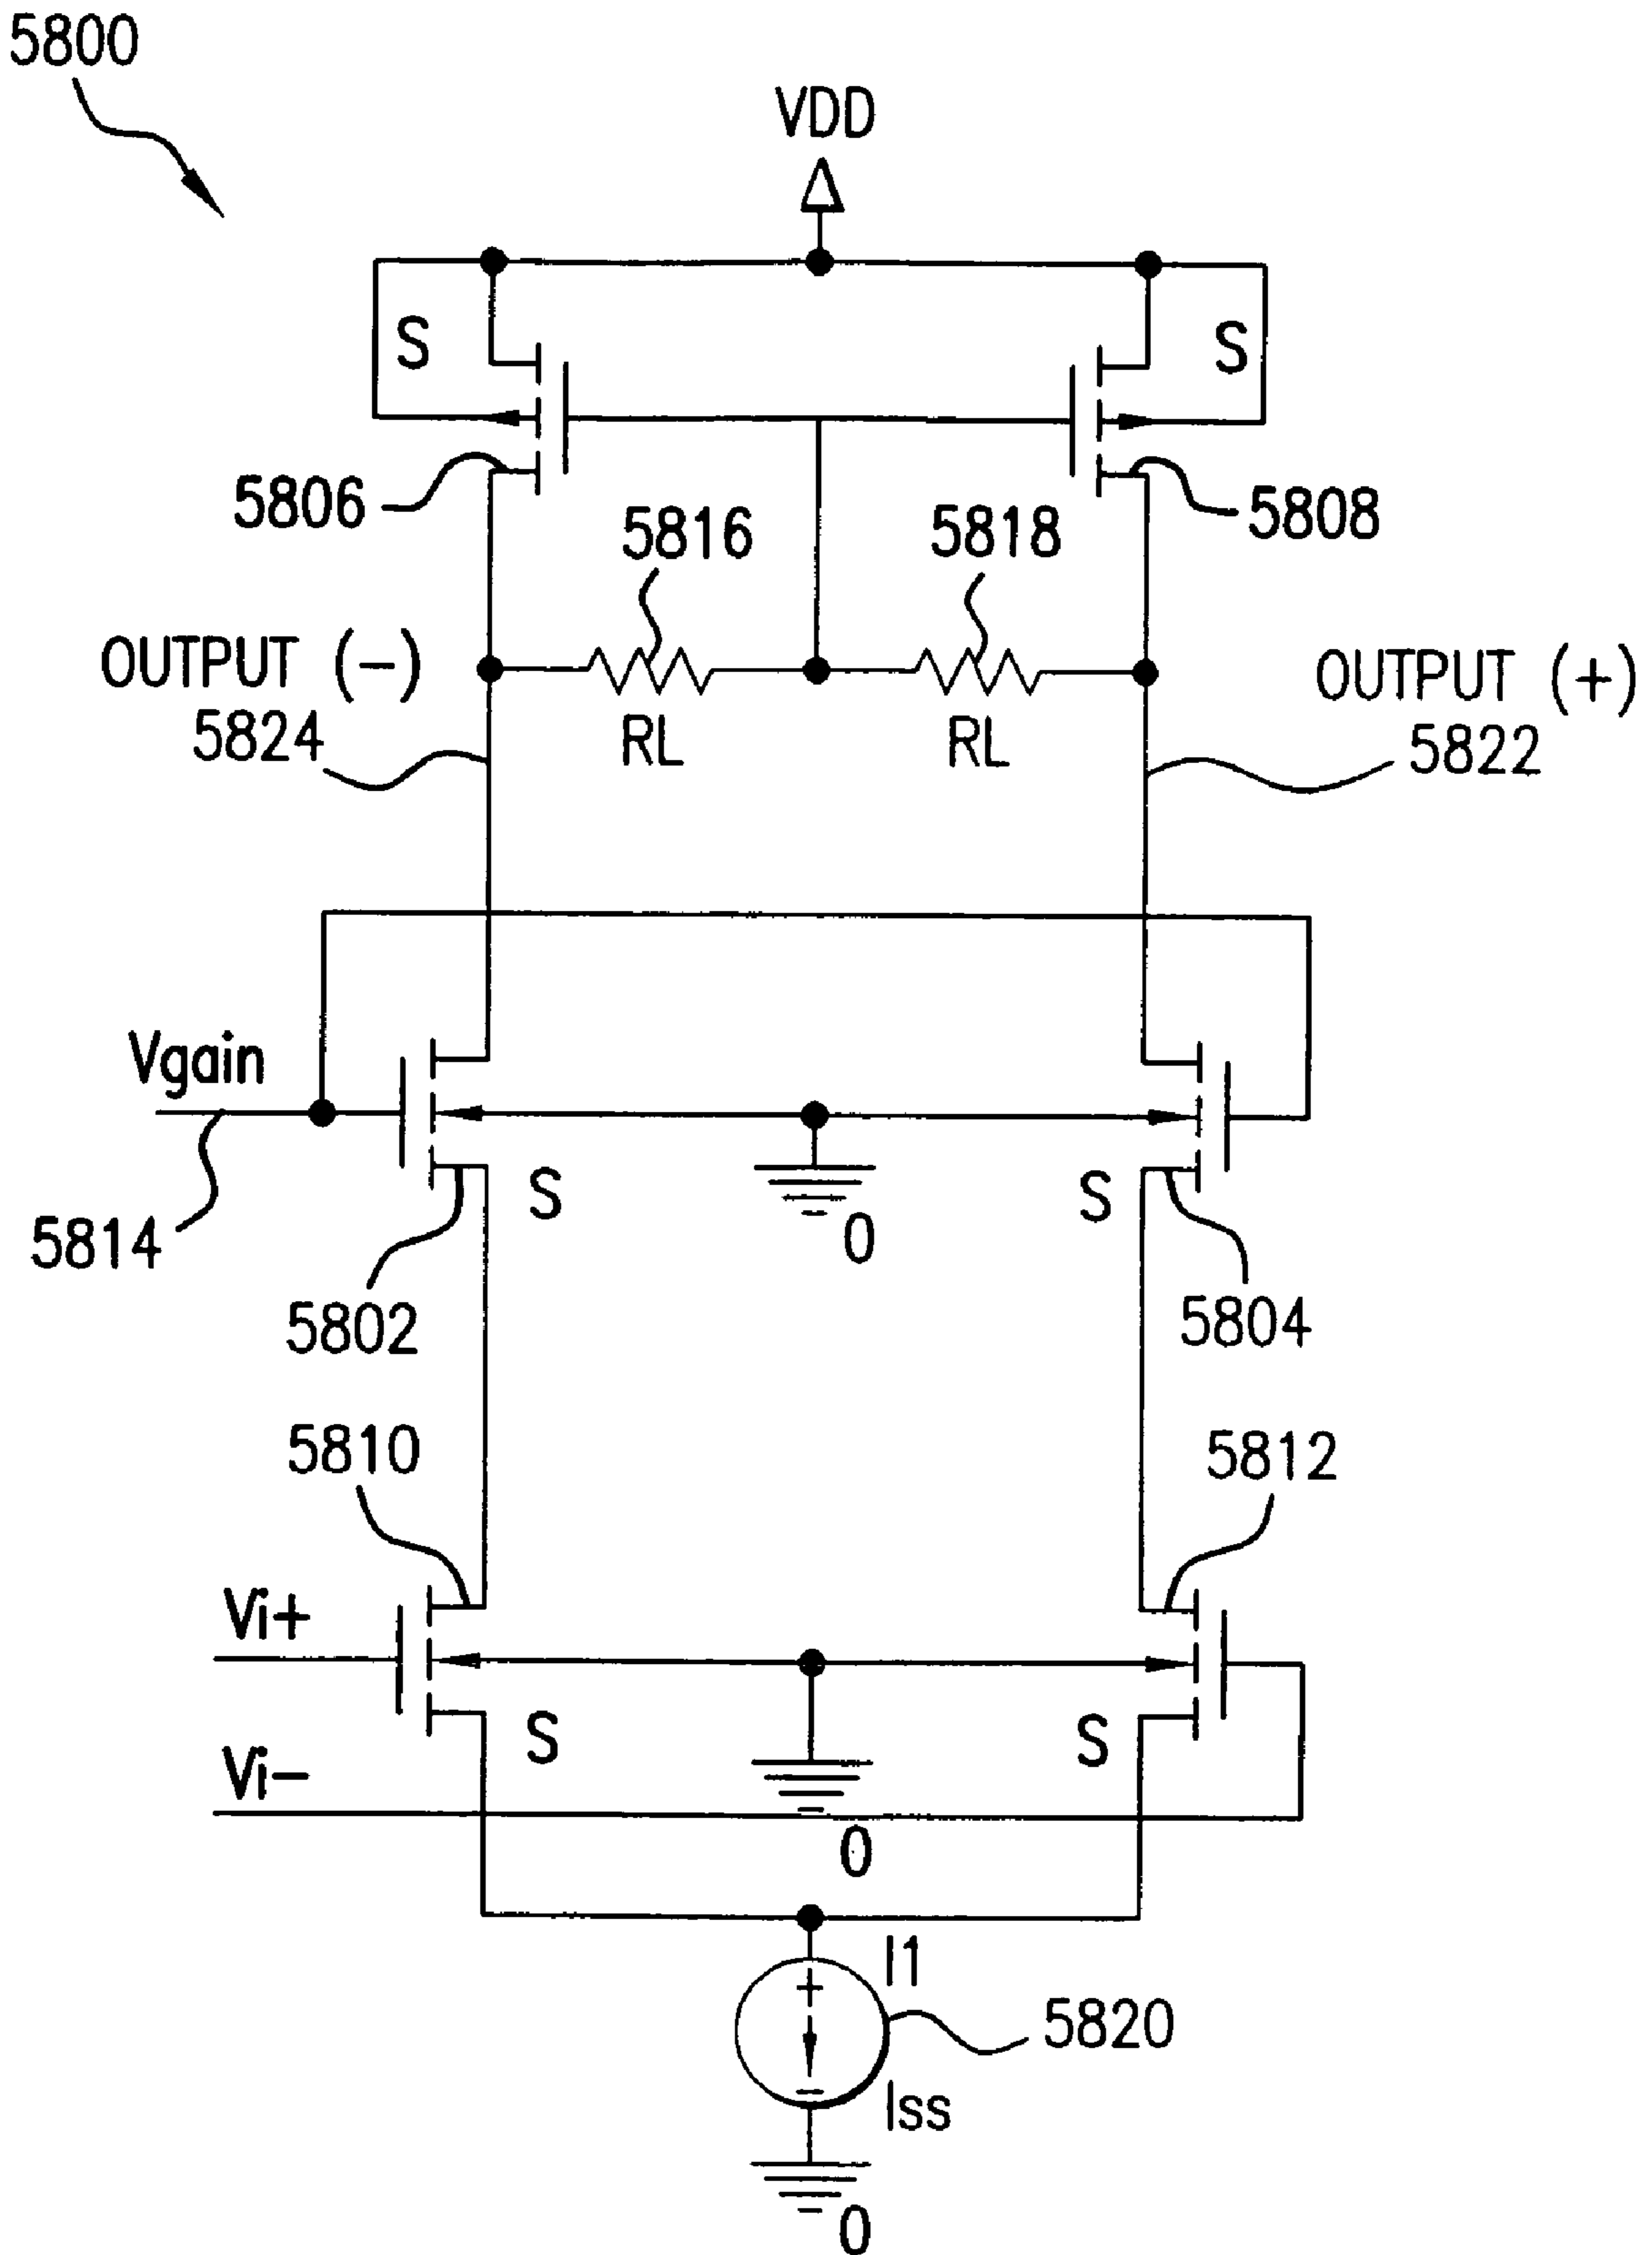 5800
VDD
S
S
5806
5816
5818
5808
OUTPUT (-)
5824
RL
RL
OUTPUT (+)
5822
Vgain
5814
S
S
0
5802
5804
5810
5812
Vi+
S
S
Vi-
0
I1
5820
Iss
0